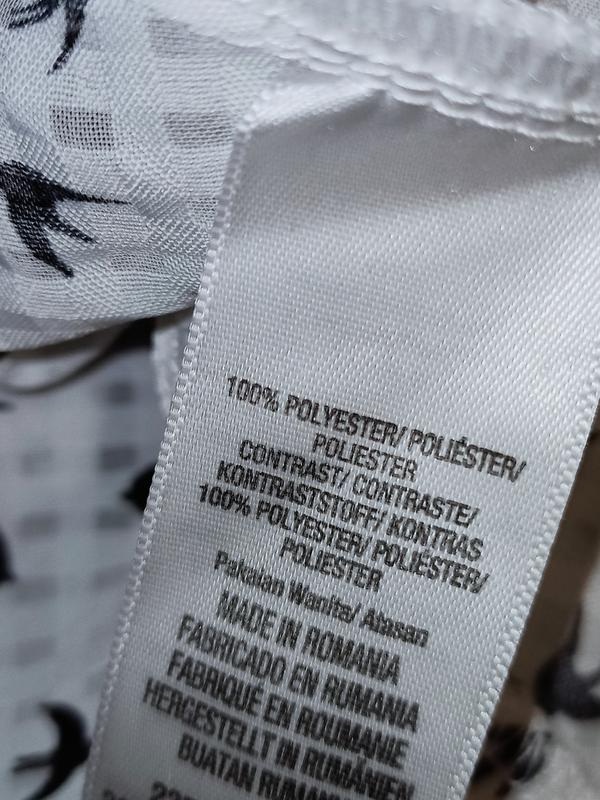 100% POLYESTER/ POLIÉSTER/
POLIESTER
CONTRAST/ CONTRASTE/
KONTRASTSTOFF/ KONTRAS
100% POLYESTER/ POLIÉSTER/
POLIESTER
Pakaian Wanita/ Atasan
MADE IN ROMANIA
FABRICADO EN RUMANIA
FABRIQUÉ EN ROUMANIE
HERGESTELLT IN RUMÄNIEN
BUATAN